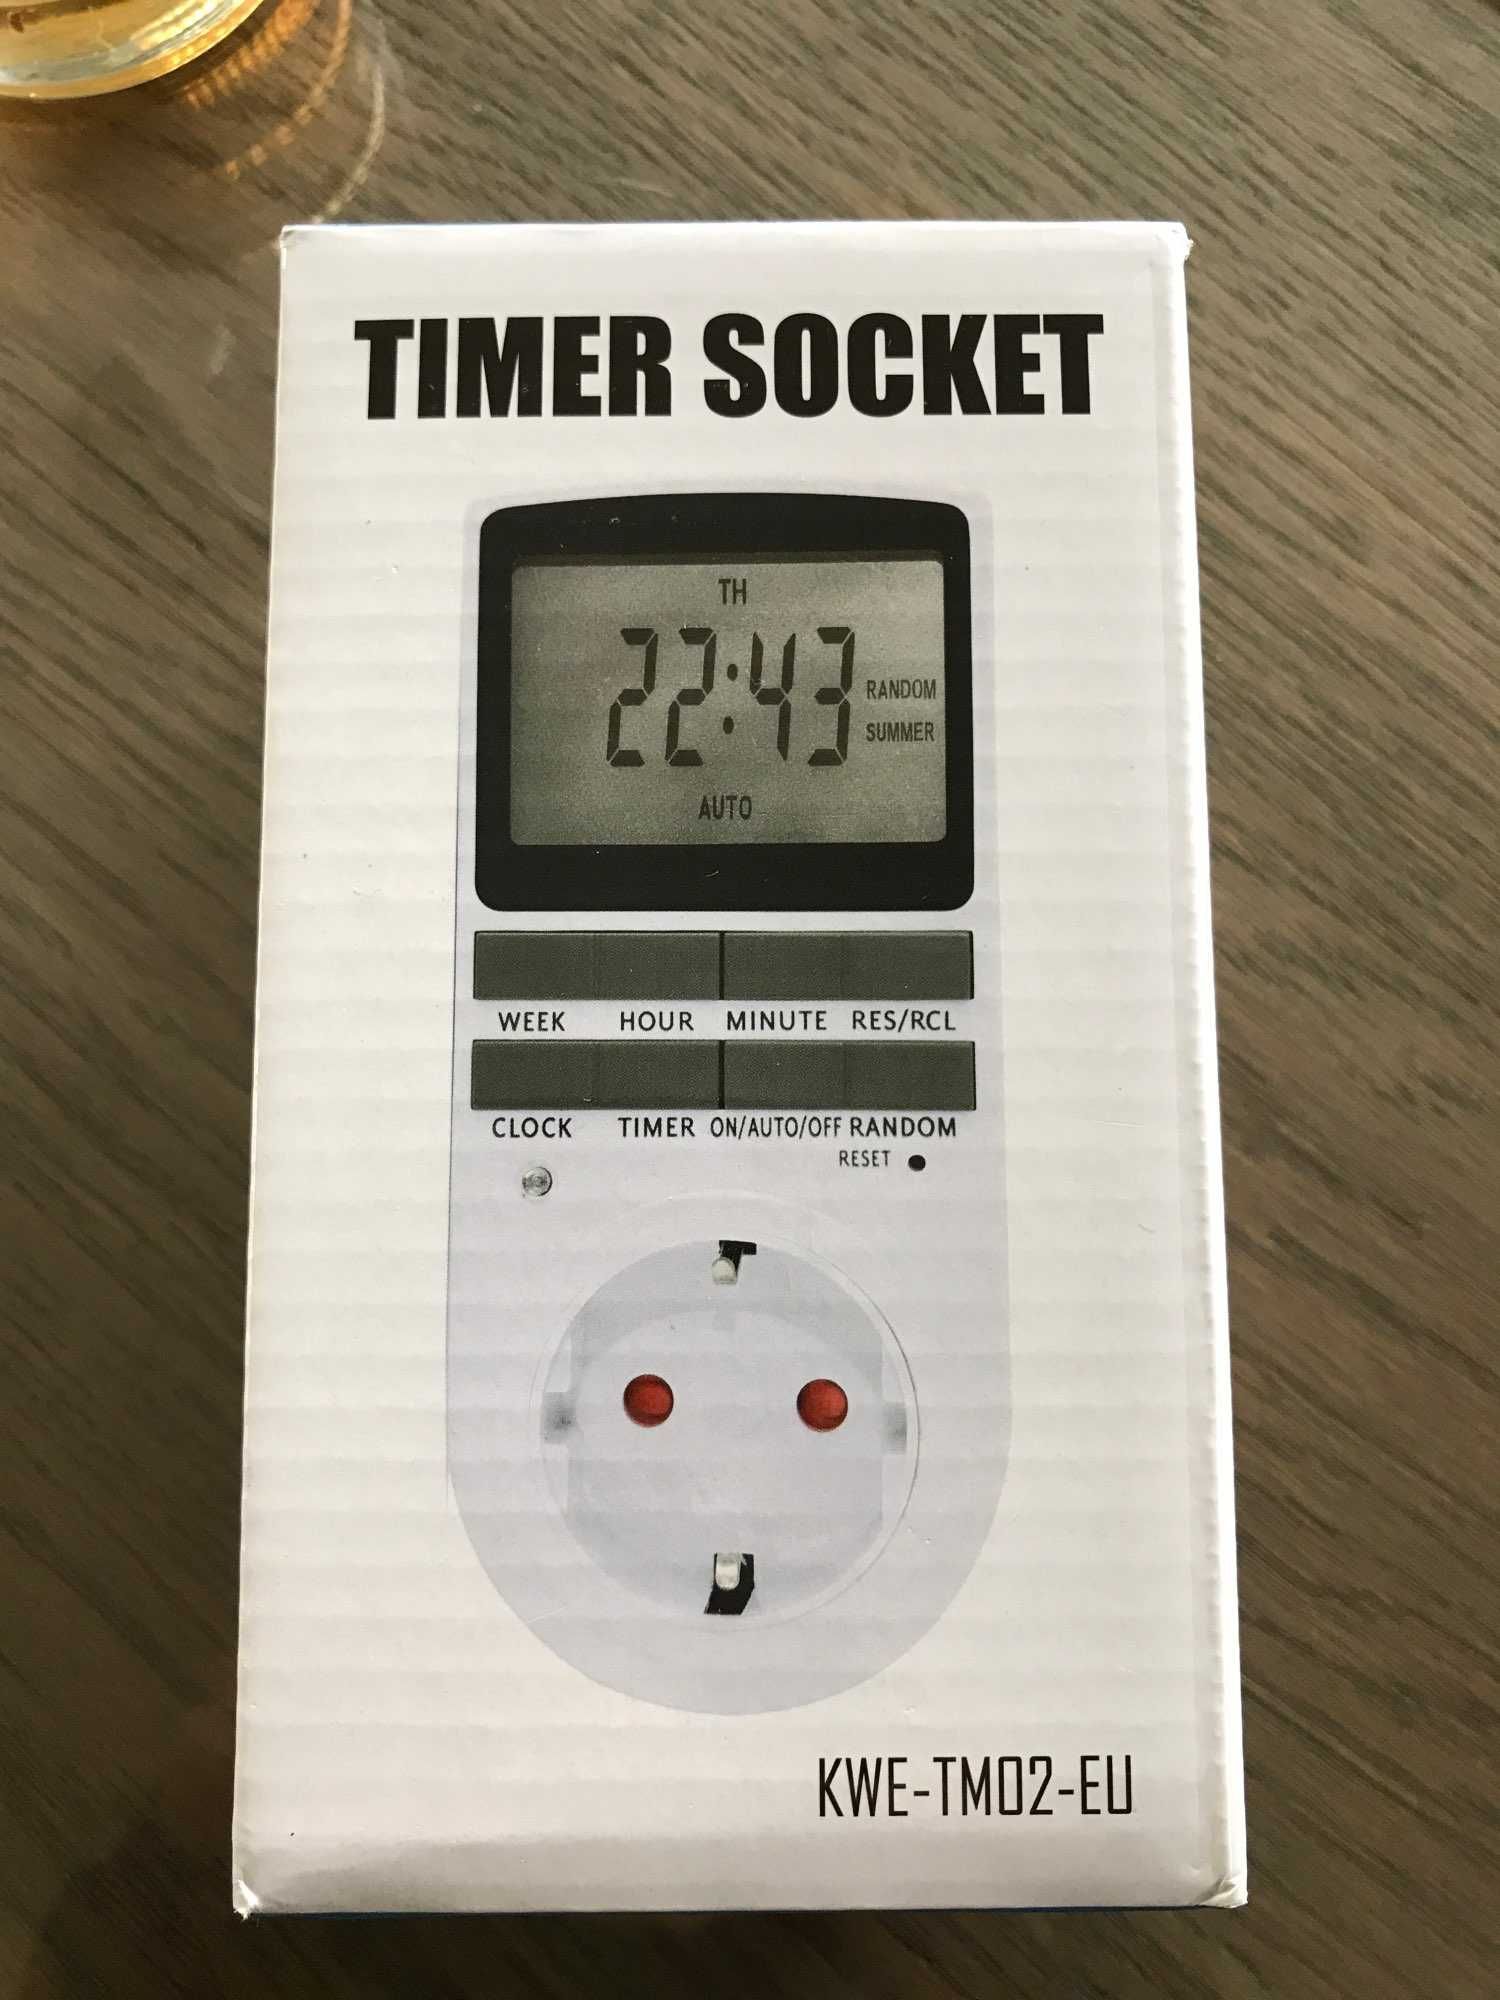 TIMER SOCKET
TH
22:43
RANDOM
SUMMER
AUTO
WEEK HOUR MINUTE RES/RCL
CLOCK TIMER ON/AUTO/OFF RANDOM
RESET
KWE-TM02-EU